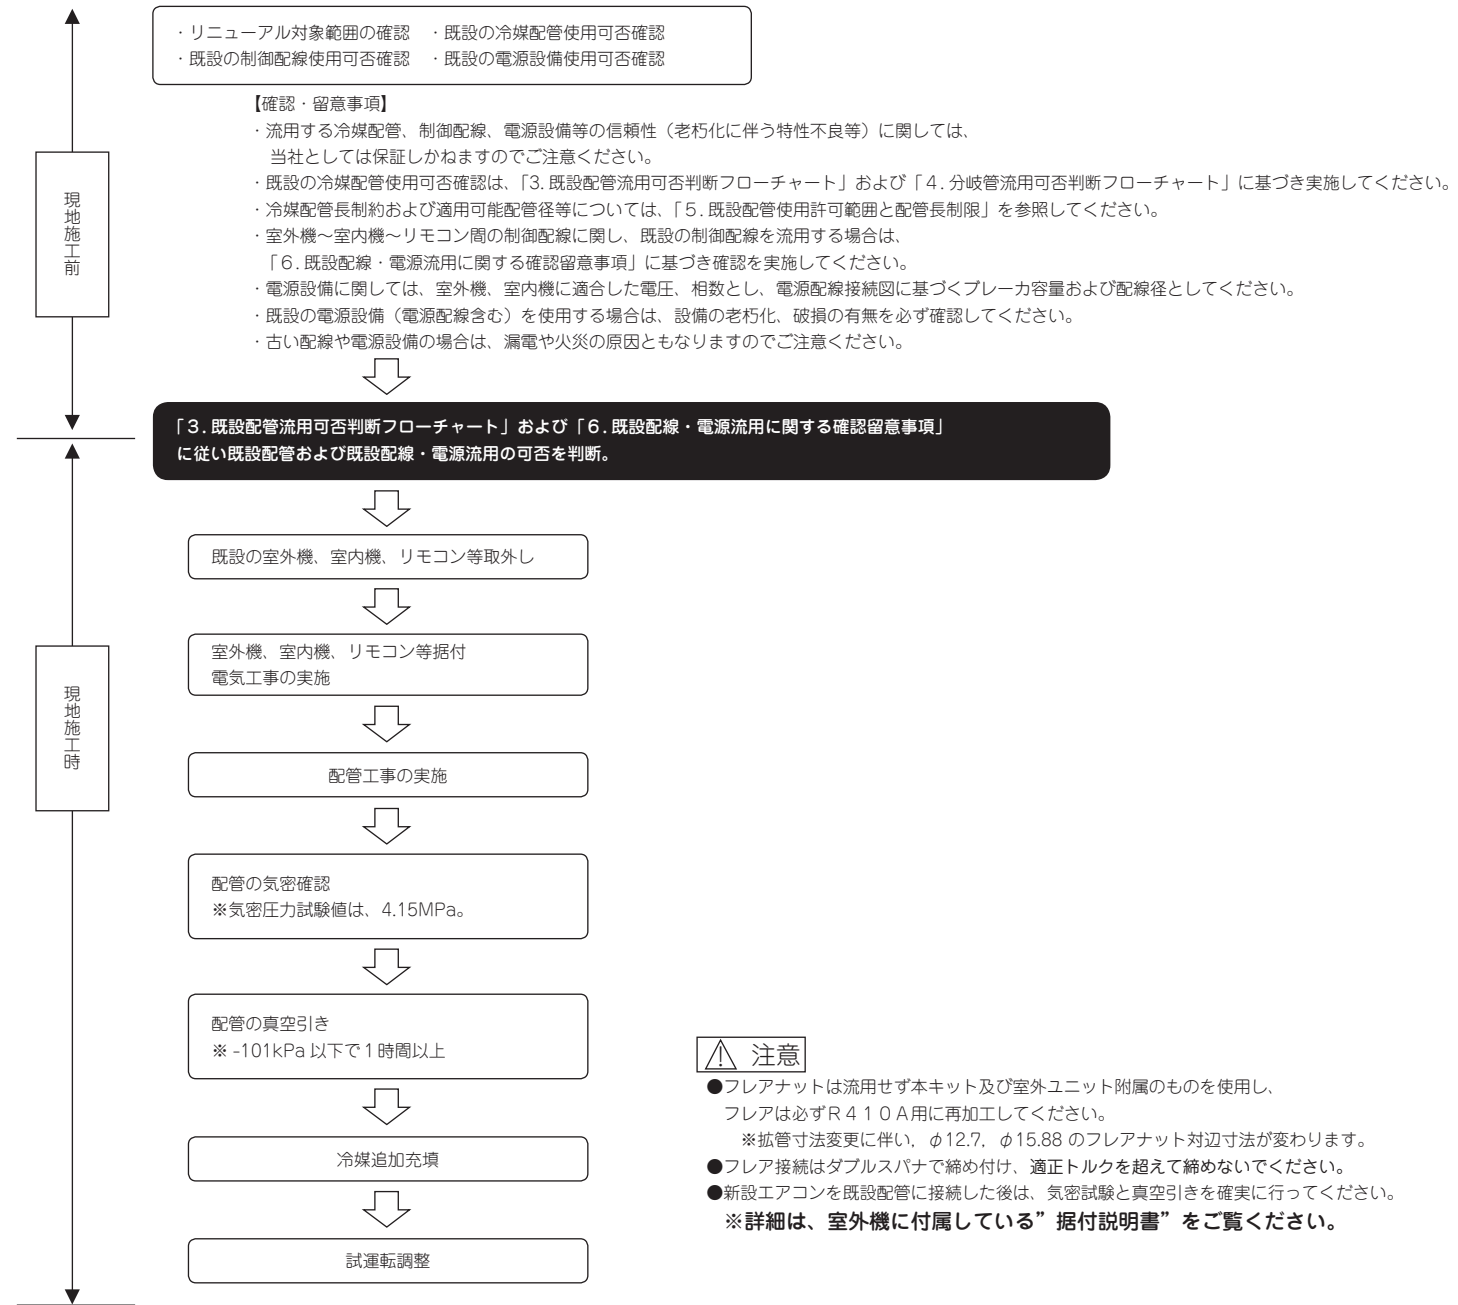 ・リニューアル対象範囲の確認　・既設の冷媒配管使用可否確認
・既設の制御配線使用可否確認　・既設の電源設備使用可否確認
【確認・留意事項】
・流用する冷媒配管、制御配線、電源設備等の信頼性（老朽化に伴う特性不良等）に関しては、
当社としては保証しかねますのでご注意ください。
・既設の冷媒配管使用可否確認は、「3. 既設配管流用可否判断フローチャート」および「４. 分岐管流用可否判断フローチャート」に基づき実施してください。
・冷媒配管長制約および適用可能配管径等については、「５. 既設配管使用許可範囲と配管長制限」を参照してください。
・室外機～室内機～リモコン間の制御配線に関し、既設の制御配線を流用する場合は、
「６. 既設配線・電源流用に関する確認留意事項」に基づき確認を実施してください。
・電源設備に関しては、室外機、室内機に適合した電圧、相数とし、電源配線接続図に基づくブレーカ容量および配線径としてください。
・既設の電源設備（電源配線含む）を使用する場合は、設備の老朽化、破損の有無を必ず確認してください。
・古い配線や電源設備の場合は、漏電や火災の原因ともなりますのでご注意ください。
現地施工前
「３. 既設配管流用可否判断フローチャート」および「６. 既設配線・電源流用に関する確認留意事項」
に従い既設配管および既設配線・電源流用の可否を判断。
既設の室外機、室内機、リモコン等取外し
室外機、室内機、リモコン等据付
電気工事の実施
現地施工時
配管工事の実施
配管の気密確認
※気密圧力試験値は、4.15MPa。
配管の真空引き
※ -101kPa 以下で１時間以上
冷媒追加充填
試運転調整
⚠ 注意
●フレアナットは流用せず本キット及び室外ユニット附属のものを使用し、
フレアは必ずＲ４１０Ａ用に再加工してください。
※拡管寸法変更に伴い，φ12.7，φ15.88 のフレアナット対辺寸法が変わります。
●フレア接続はダブルスパナで締め付け、適正トルクを超えて締めないでください。
●新設エアコンを既設配管に接続した後は、気密試験と真空引きを確実に行ってください。
※詳細は、室外機に付属している”据付説明書”をご覧ください。